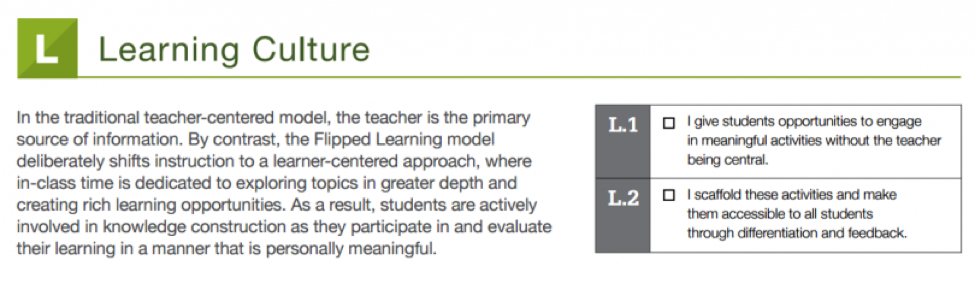 L Learning Culture
In the traditional teacher-centered model, the teacher is the primary
source of information. By contrast, the Flipped Learning model
deliberately shifts instruction to a learner-centered approach, where
in-class time is dedicated to exploring topics in greater depth and
creating rich learning opportunities. As a result, students are actively
involved in knowledge construction as they participate in and evaluate
their learning in a manner that is personally meaningful.
L.1 I give students opportunities to engage
in meaningful activities without the teacher
being central.
L.2 I scaffold these activities and make
them accessible to all students
through differentiation and feedback.